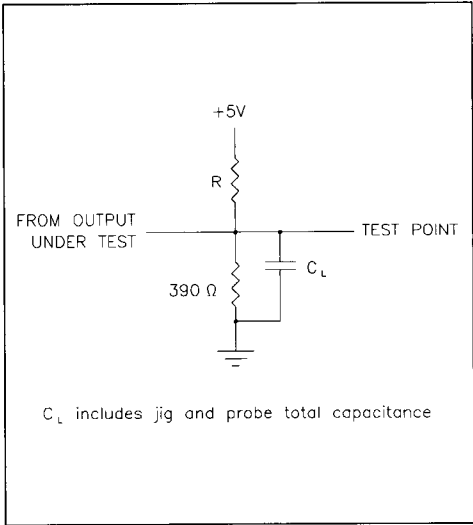 +5V
R
FROM OUTPUT
UNDER TEST
TEST POINT
C_L
390 Ω
C_L includes jig and probe total capacitance